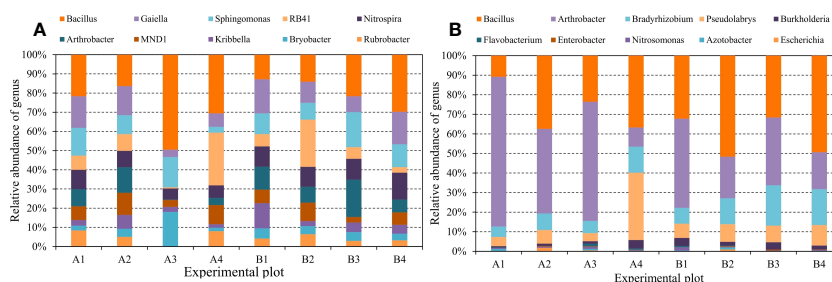 A
Bacillus Gaiella Sphingomonas RB41 Nitrospira
Arthrobacter MND1 Kribbella Bryobacter Rubrobacter
Relative abundance of genus
100%
90%
80%
70%
60%
50%
40%
30%
20%
10%
0%
A1 A2 A3 A4 B1 B2 B3 B4
Experimental plot
B
Bacillus Arthrobacter Bradyrhizobium Pseudolabrys Burkholderia
Flavobacterium Enterobacter Nitrosomonas Azotobacter Escherichia
Relative abundance of genus
100%
90%
80%
70%
60%
50%
40%
30%
20%
10%
0%
A1 A2 A3 A4 B1 B2 B3 B4
Experimental plot